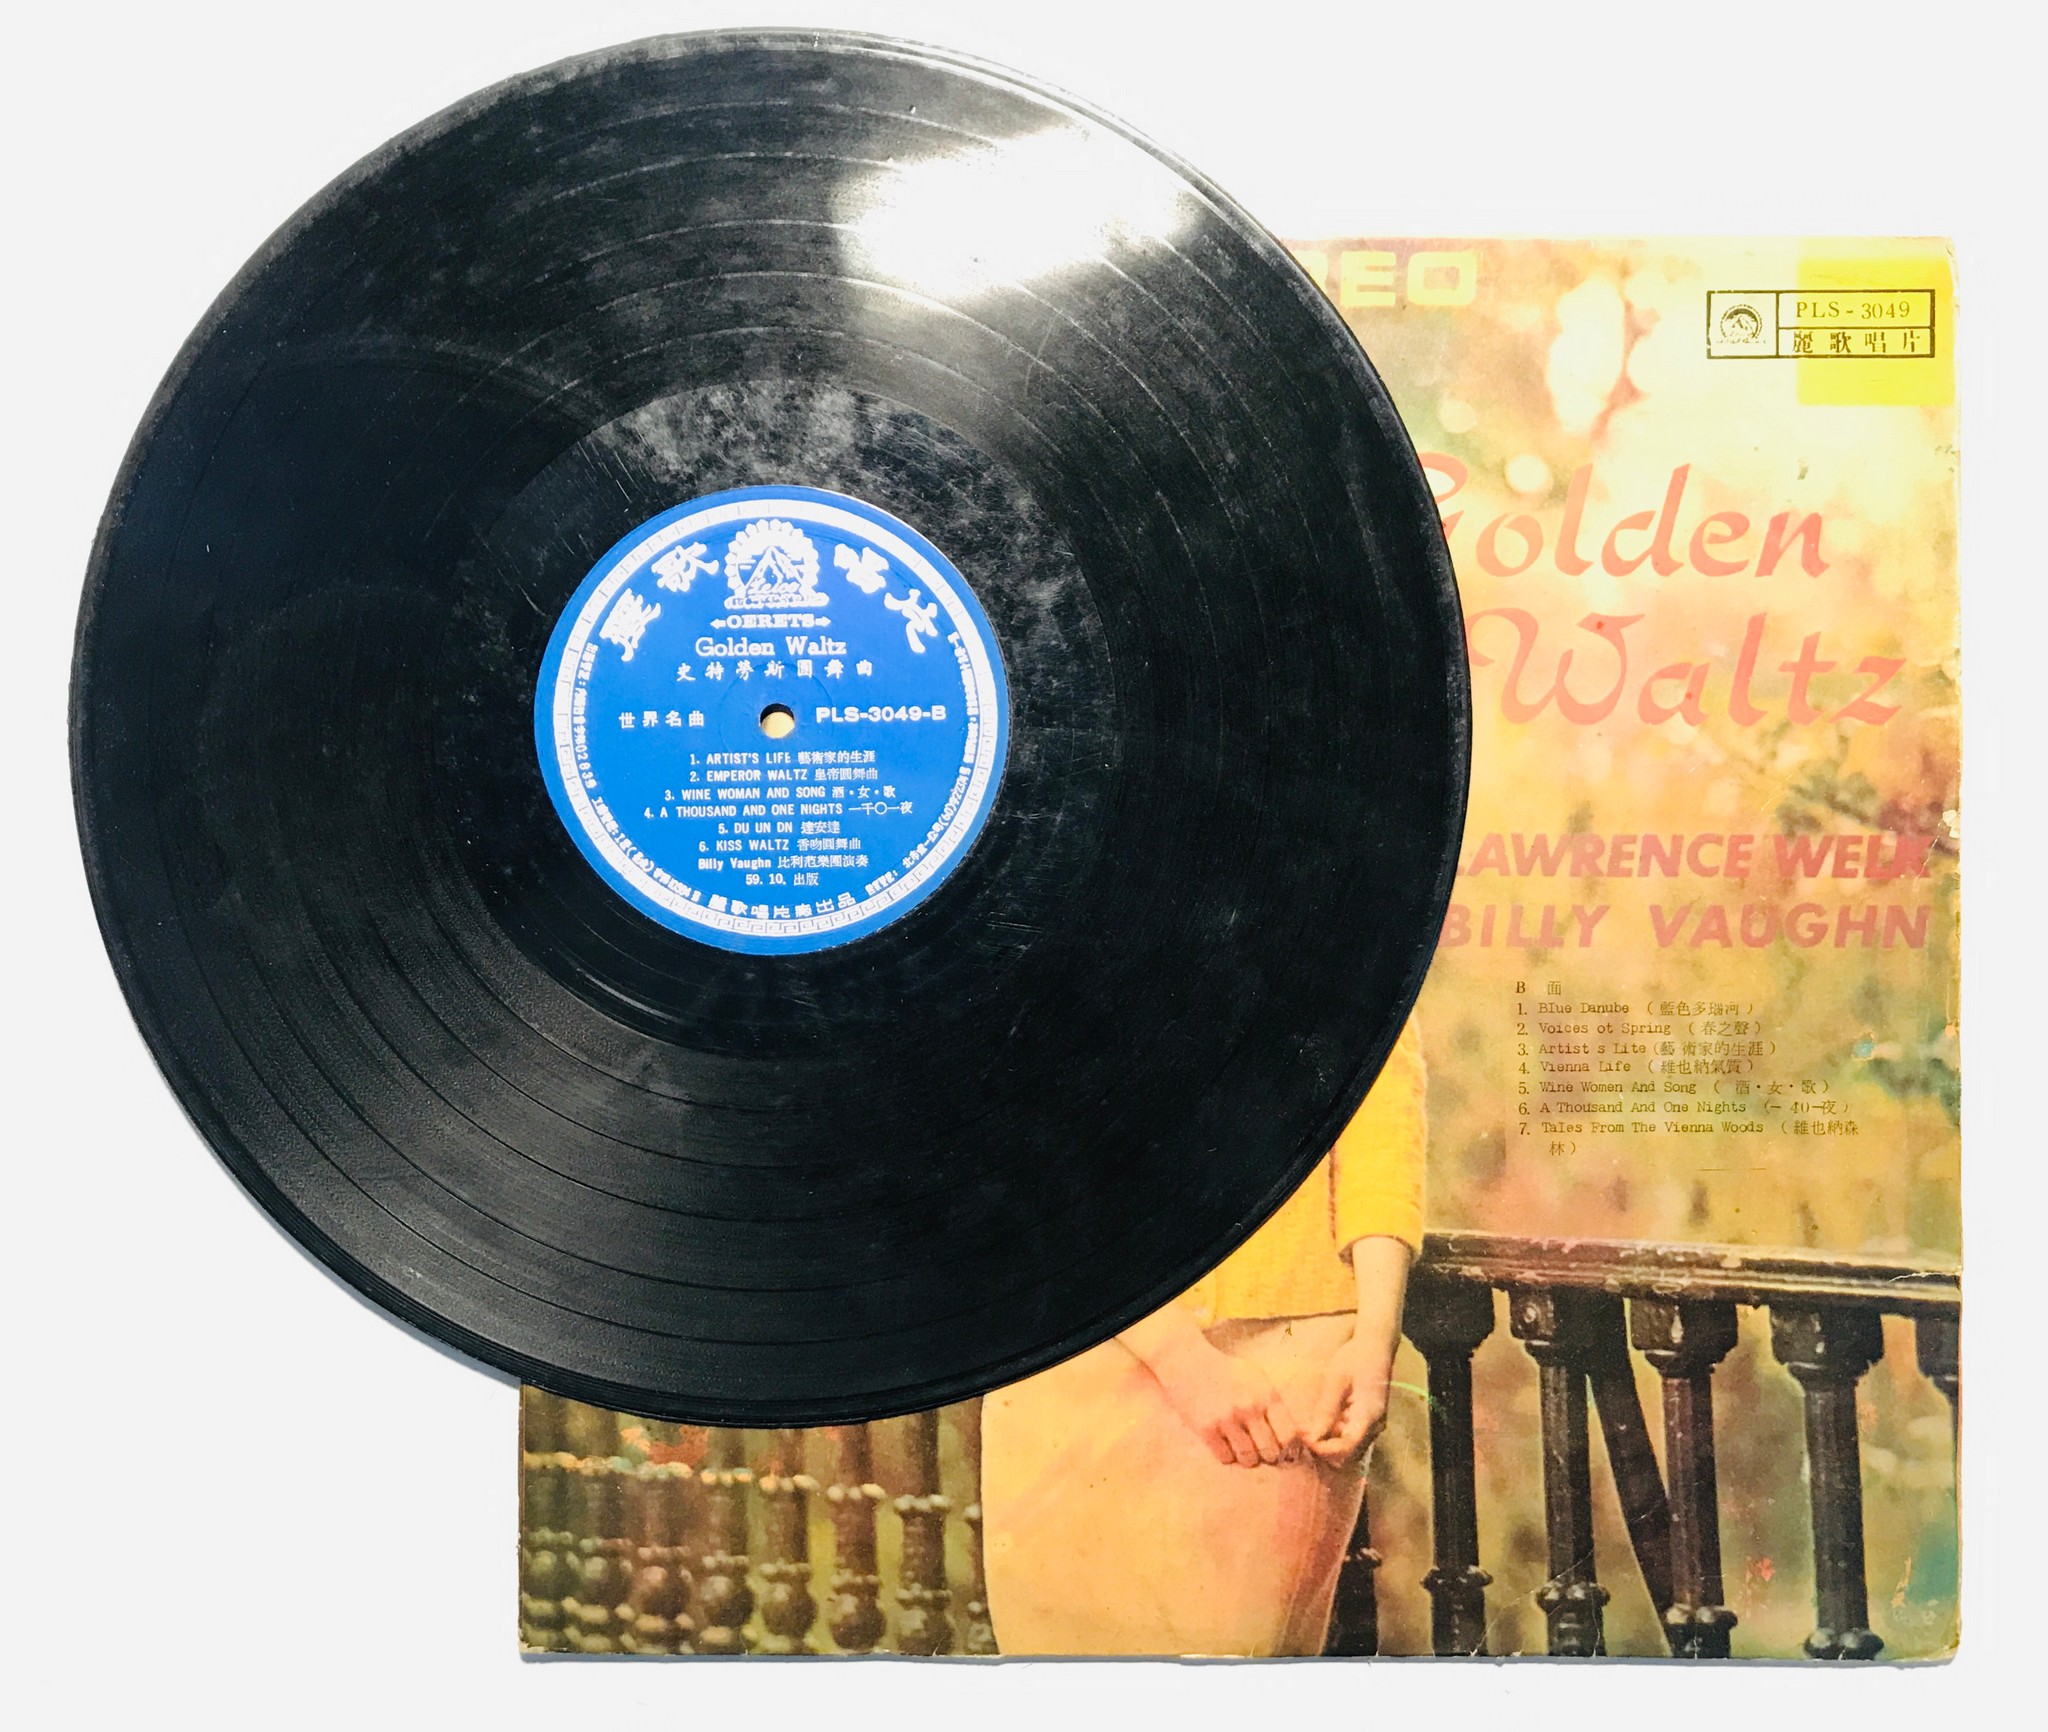 麗歌唱片
Leico
OERETS
Golden Waltz
史特勞斯圓舞曲
世界名曲 PLS-3049-B
1. ARTIST'S LIFE 藝術家的生涯
2. EMPEROR WALTZ 皇帝圓舞曲
3. WINE WOMAN AND SONG 酒・女・歌
4. A THOUSAND AND ONE NIGHTS 一千〇一夜
5. DU UN DN 達安達
6. KISS WALTZ 香吻圓舞曲
Billy Vaughn 比利范樂團演奏
59. 10. 出版
麗歌唱片廠出品
REO
PLS-3049
麗歌唱片
Golden
Waltz
LAWRENCE WELK
BILLY VAUGHN
B 面
1. Blue Danube (藍色多瑙河)
2. Voices ot Spring (春之聲)
3. Artist s Lite (藝術家的生涯)
4. Vienna Life (維也納氣質)
5. Wine Women And Song (酒・女・歌)
6. A Thousand And One Nights
7. Tales From The Vienna Woods (維也納森
林)